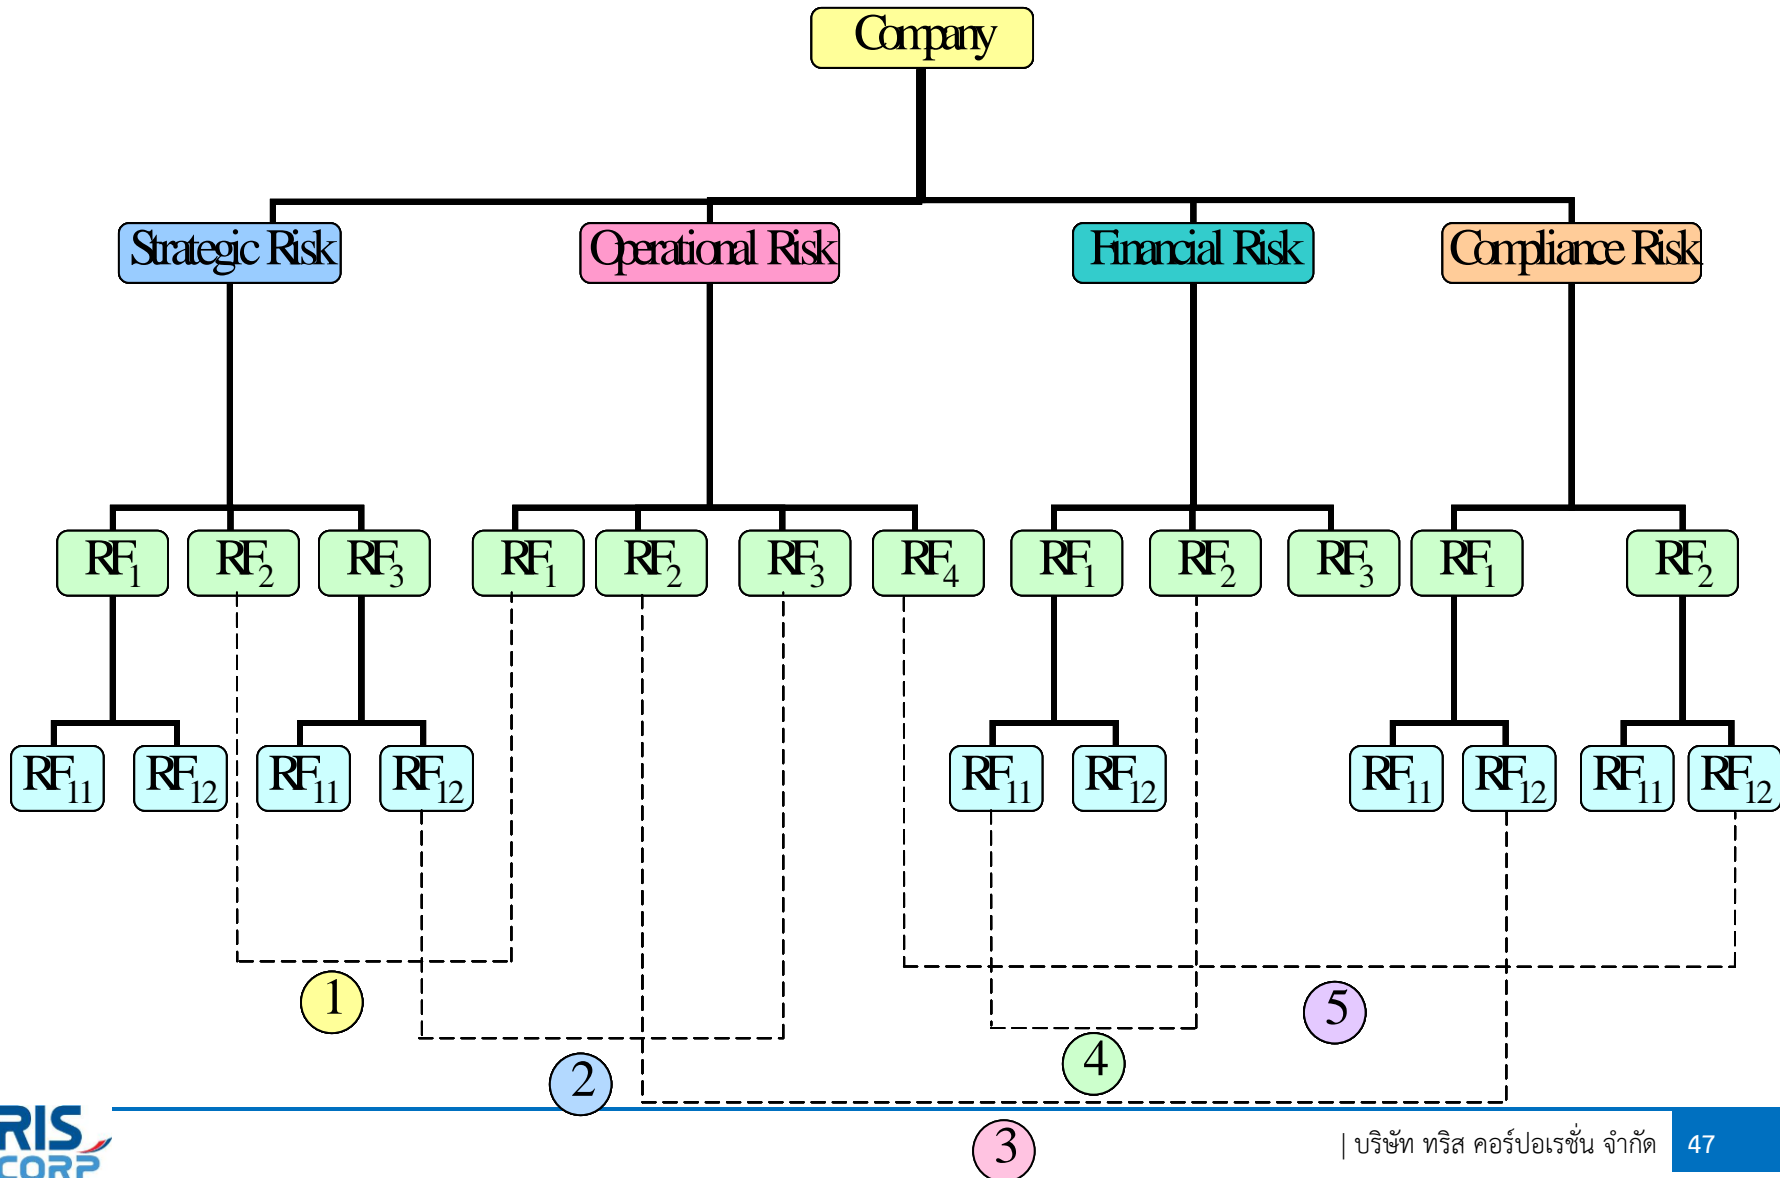 Company
Strategic Risk Operational Risk Financial Risk Compliance Risk
RF1 RF2 RF3 RF1 RF2 RF3 RF4 RF1 RF2 RF3 RF1 RF2
RF11 RF12 RF11 RF12 RF11 RF12 RF11 RF12 RF11 RF12
1
5
4
2
3
RIS
CORP
| บริษัท ทริส คอร์ปอเรชั่น จำกัด 47